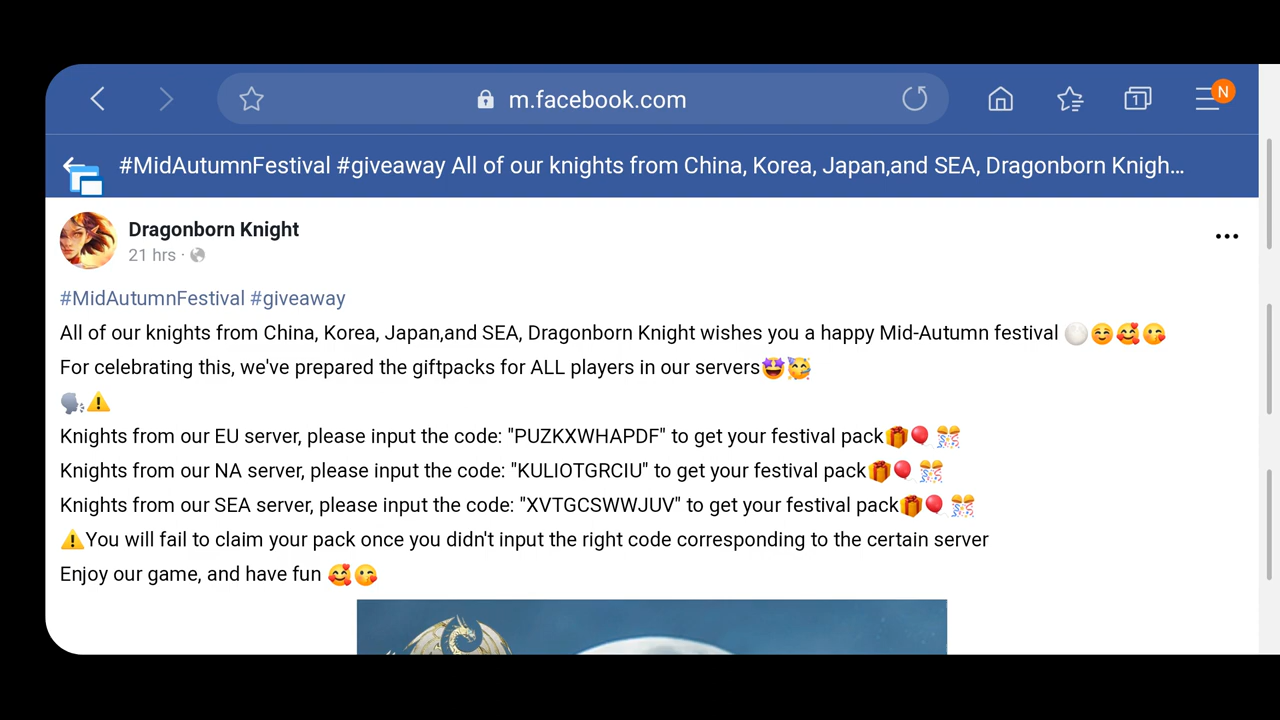 m.facebook.com
1
N
#MidAutumnFestival #giveaway All of our knights from China, Korea, Japan,and SEA, Dragonborn Knigh...
Dragonborn Knight
21 hrs ·
#MidAutumnFestival #giveaway
All of our knights from China, Korea, Japan,and SEA, Dragonborn Knight wishes you a happy Mid-Autumn festival 🌕☺️🥰😘
For celebrating this, we've prepared the giftpacks for ALL players in our servers🤩🥳
🗣️⚠️
Knights from our EU server, please input the code: "PUZKXWHAPDF" to get your festival pack🎁🎈 🎊
Knights from our NA server, please input the code: "KULIOTGRCIU" to get your festival pack🎁🎈 🎊
Knights from our SEA server, please input the code: "XVTGCSWWJUV" to get your festival pack🎁🎈 🎊
⚠️You will fail to claim your pack once you didn't input the right code corresponding to the certain server
Enjoy our game, and have fun 🥰😘